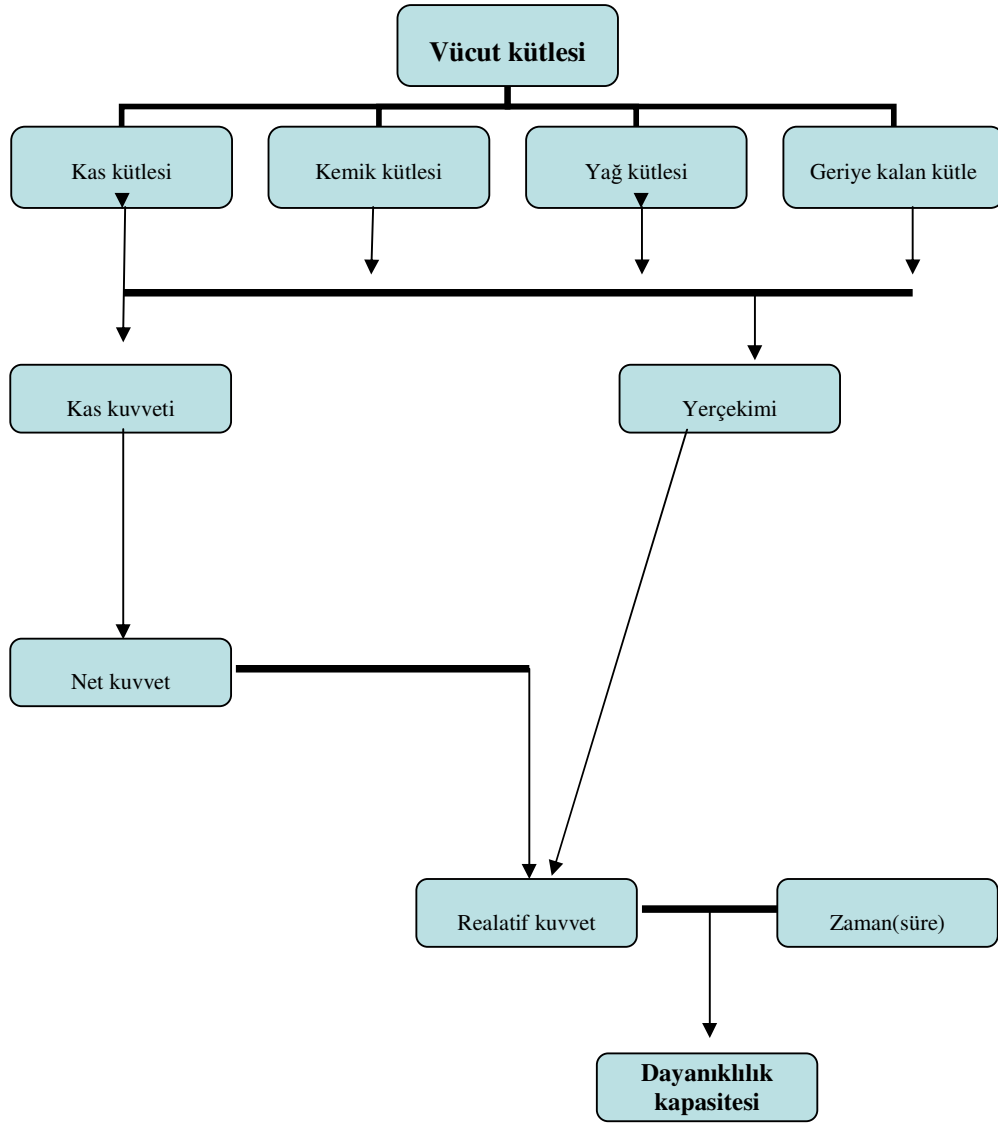 Vücut kütlesi
Kas kütlesi
Kemik kütlesi
Yağ kütlesi
Geriye kalan kütle
Kas kuvveti
Yerçekimi
Net kuvvet
Realatif kuvvet
Zaman(süre)
Dayanıklılık
kapasitesi